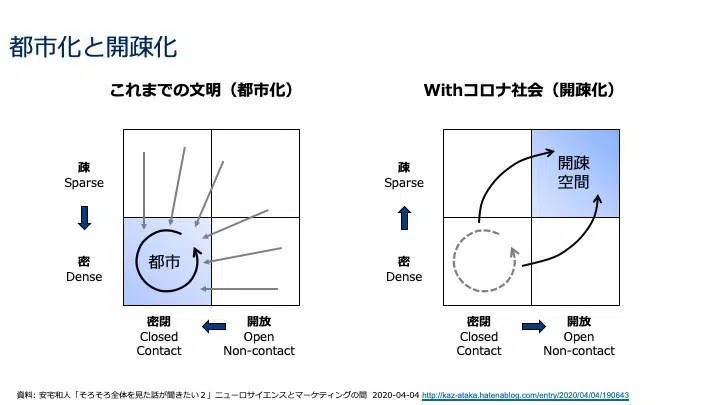 都市化と開疎化
これまでの文明（都市化）
疎
Sparse
密
Dense
都市
密閉
Closed
Contact
開放
Open
Non-contact
Withコロナ社会（開疎化）
疎
Sparse
密
Dense
開疎
空間
密閉
Closed
Contact
開放
Open
Non-contact
資料: 安宅和人「そろそろ全体を見た話が聞きたい２」ニューロサイエンスとマーケティングの間 2020-04-04 http://kaz-ataka.hatenablog.com/entry/2020/04/04/190643